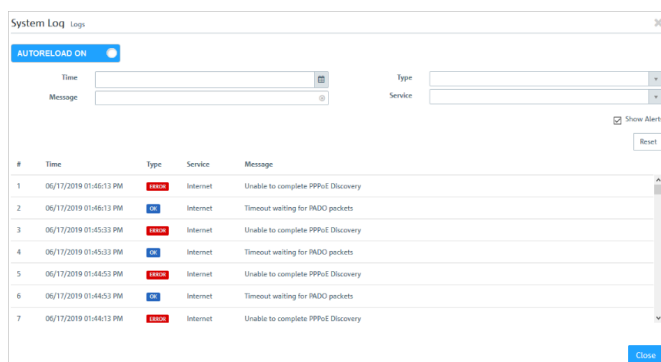 System Log Logs
AUTORELOAD ON
Time
Type
Message
Service
Show Alert
Reset
# Time Type Service Message
1 06/17/2019 01:46:13 PM ERROR Internet Unable to complete PPPoE Discovery
2 06/17/2019 01:46:13 PM OK Internet Timeout waiting for PADO packets
3 06/17/2019 01:45:33 PM ERROR Internet Unable to complete PPPoE Discovery
4 06/17/2019 01:45:33 PM OK Internet Timeout waiting for PADO packets
5 06/17/2019 01:44:53 PM ERROR Internet Unable to complete PPPoE Discovery
6 06/17/2019 01:44:53 PM OK Internet Timeout waiting for PADO packets
7 06/17/2019 01:44:13 PM ERROR Internet Unable to complete PPPoE Discovery
Close